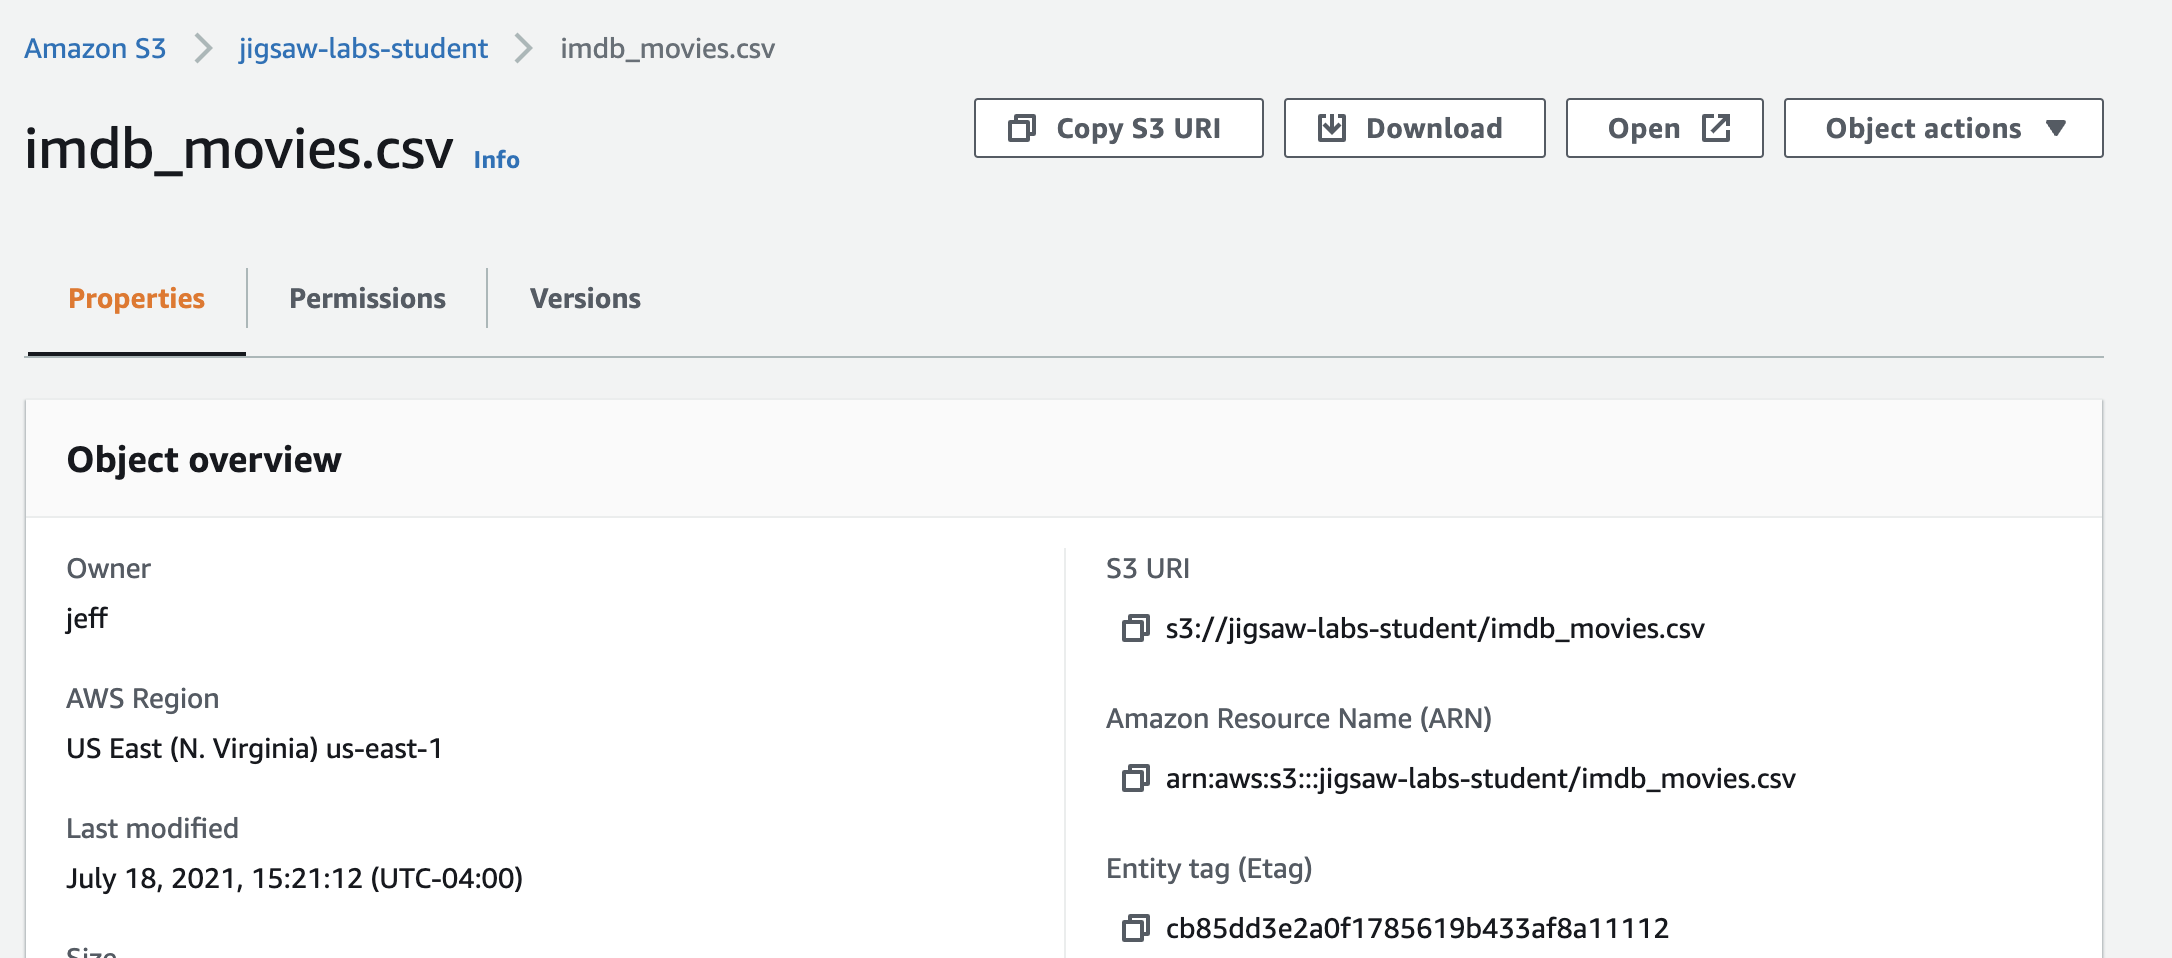 Amazon S3 jigsaw-labs-student imdb_movies.csv
imdb_movies.csv Info
Copy S3 URI Download Open Object actions
Properties Permissions Versions
Object overview
Owner
jeff
AWS Region
US East (N. Virginia) us-east-1
Last modified
July 18, 2021, 15:21:12 (UTC-04:00)
Size
S3 URI
s3://jigsaw-labs-student/imdb_movies.csv
Amazon Resource Name (ARN)
arn:aws:s3:::jigsaw-labs-student/imdb_movies.csv
Entity tag (Etag)
cb85dd3e2a0f1785619b433af8a11112